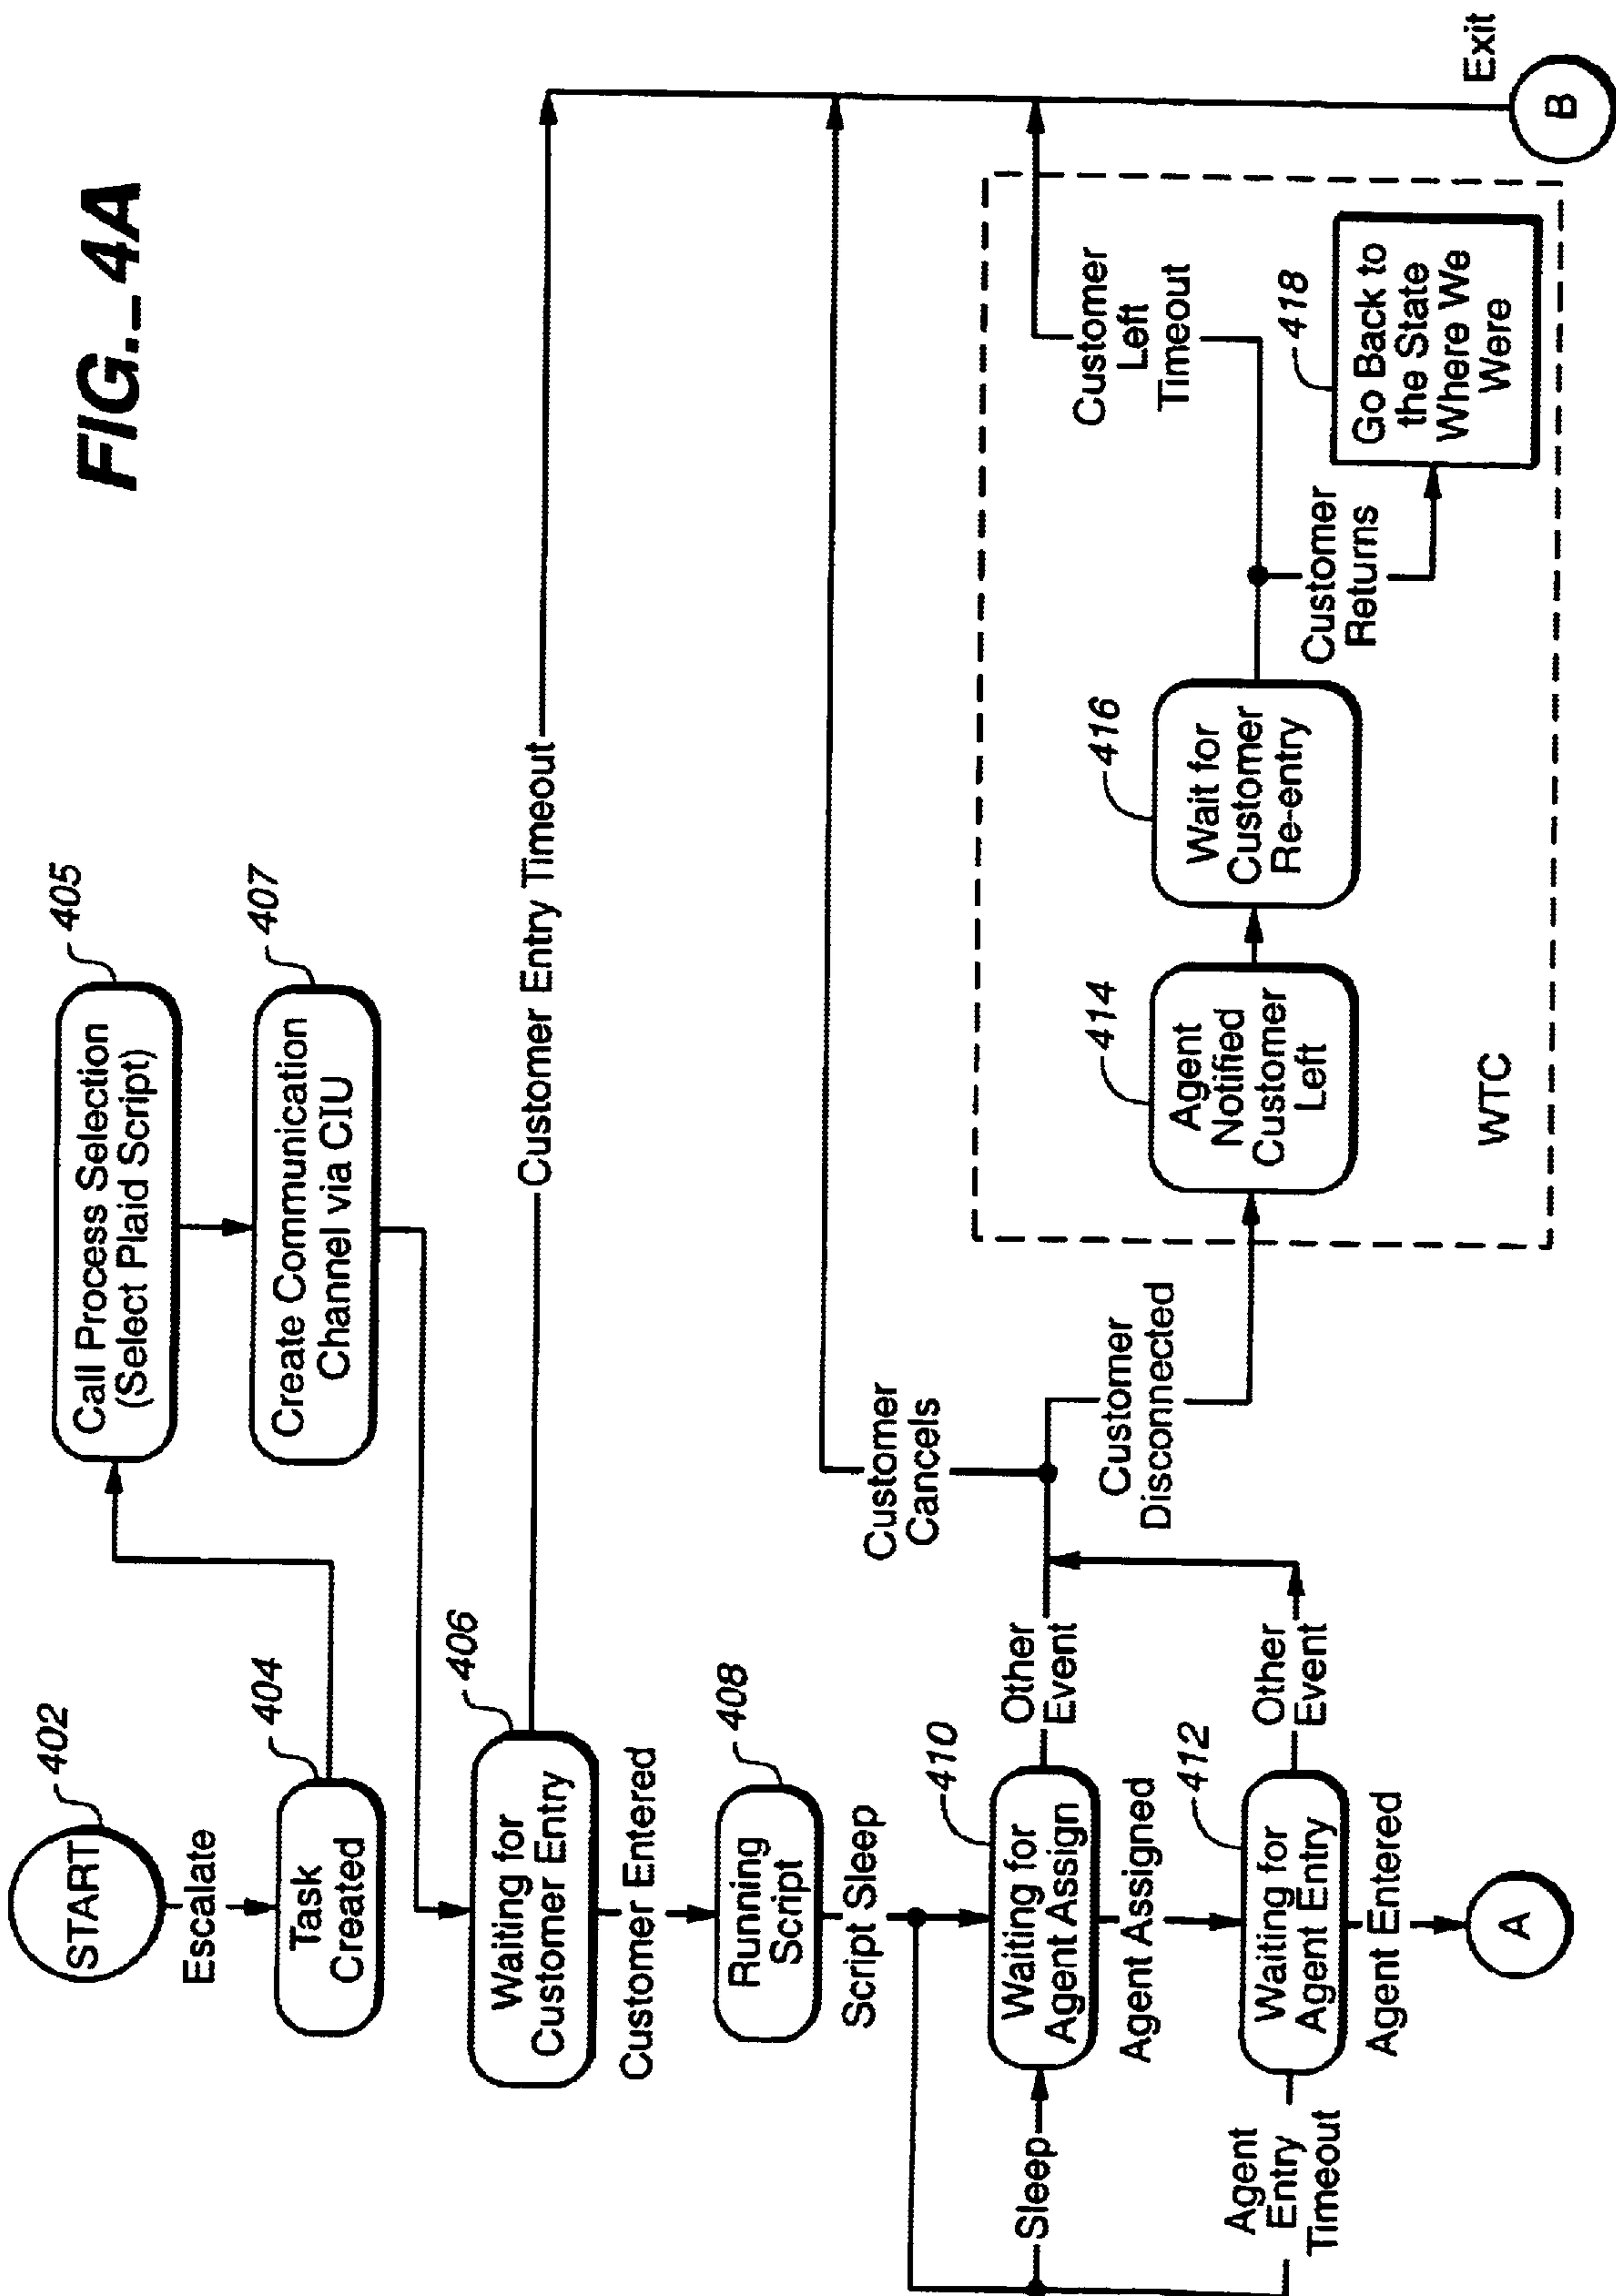 FIG._4A
START
402
Escalate
Task
Created
404
Call Process Selection
(Select Plaid Script)
405
Create Communication
Channel via CIU
407
Waiting for
Customer Entry
406
Customer Entry Timeout
Customer Entered
Running
Script
408
Script Sleep
Sleep
Waiting for
Agent Assign
410
Other
Event
Customer
Cancels
Customer
Disconnected
Agent Assigned
Waiting for
Agent Entry
412
Other
Event
Agent
Entry
Timeout
Agent Entered
A
Agent
Notified
Customer
Left
414
Wait for
Customer
Re-entry
416
Customer
Left
Timeout
Customer
Returns
Go Back to
the State
Where We
Were
418
WTC
B
Exit